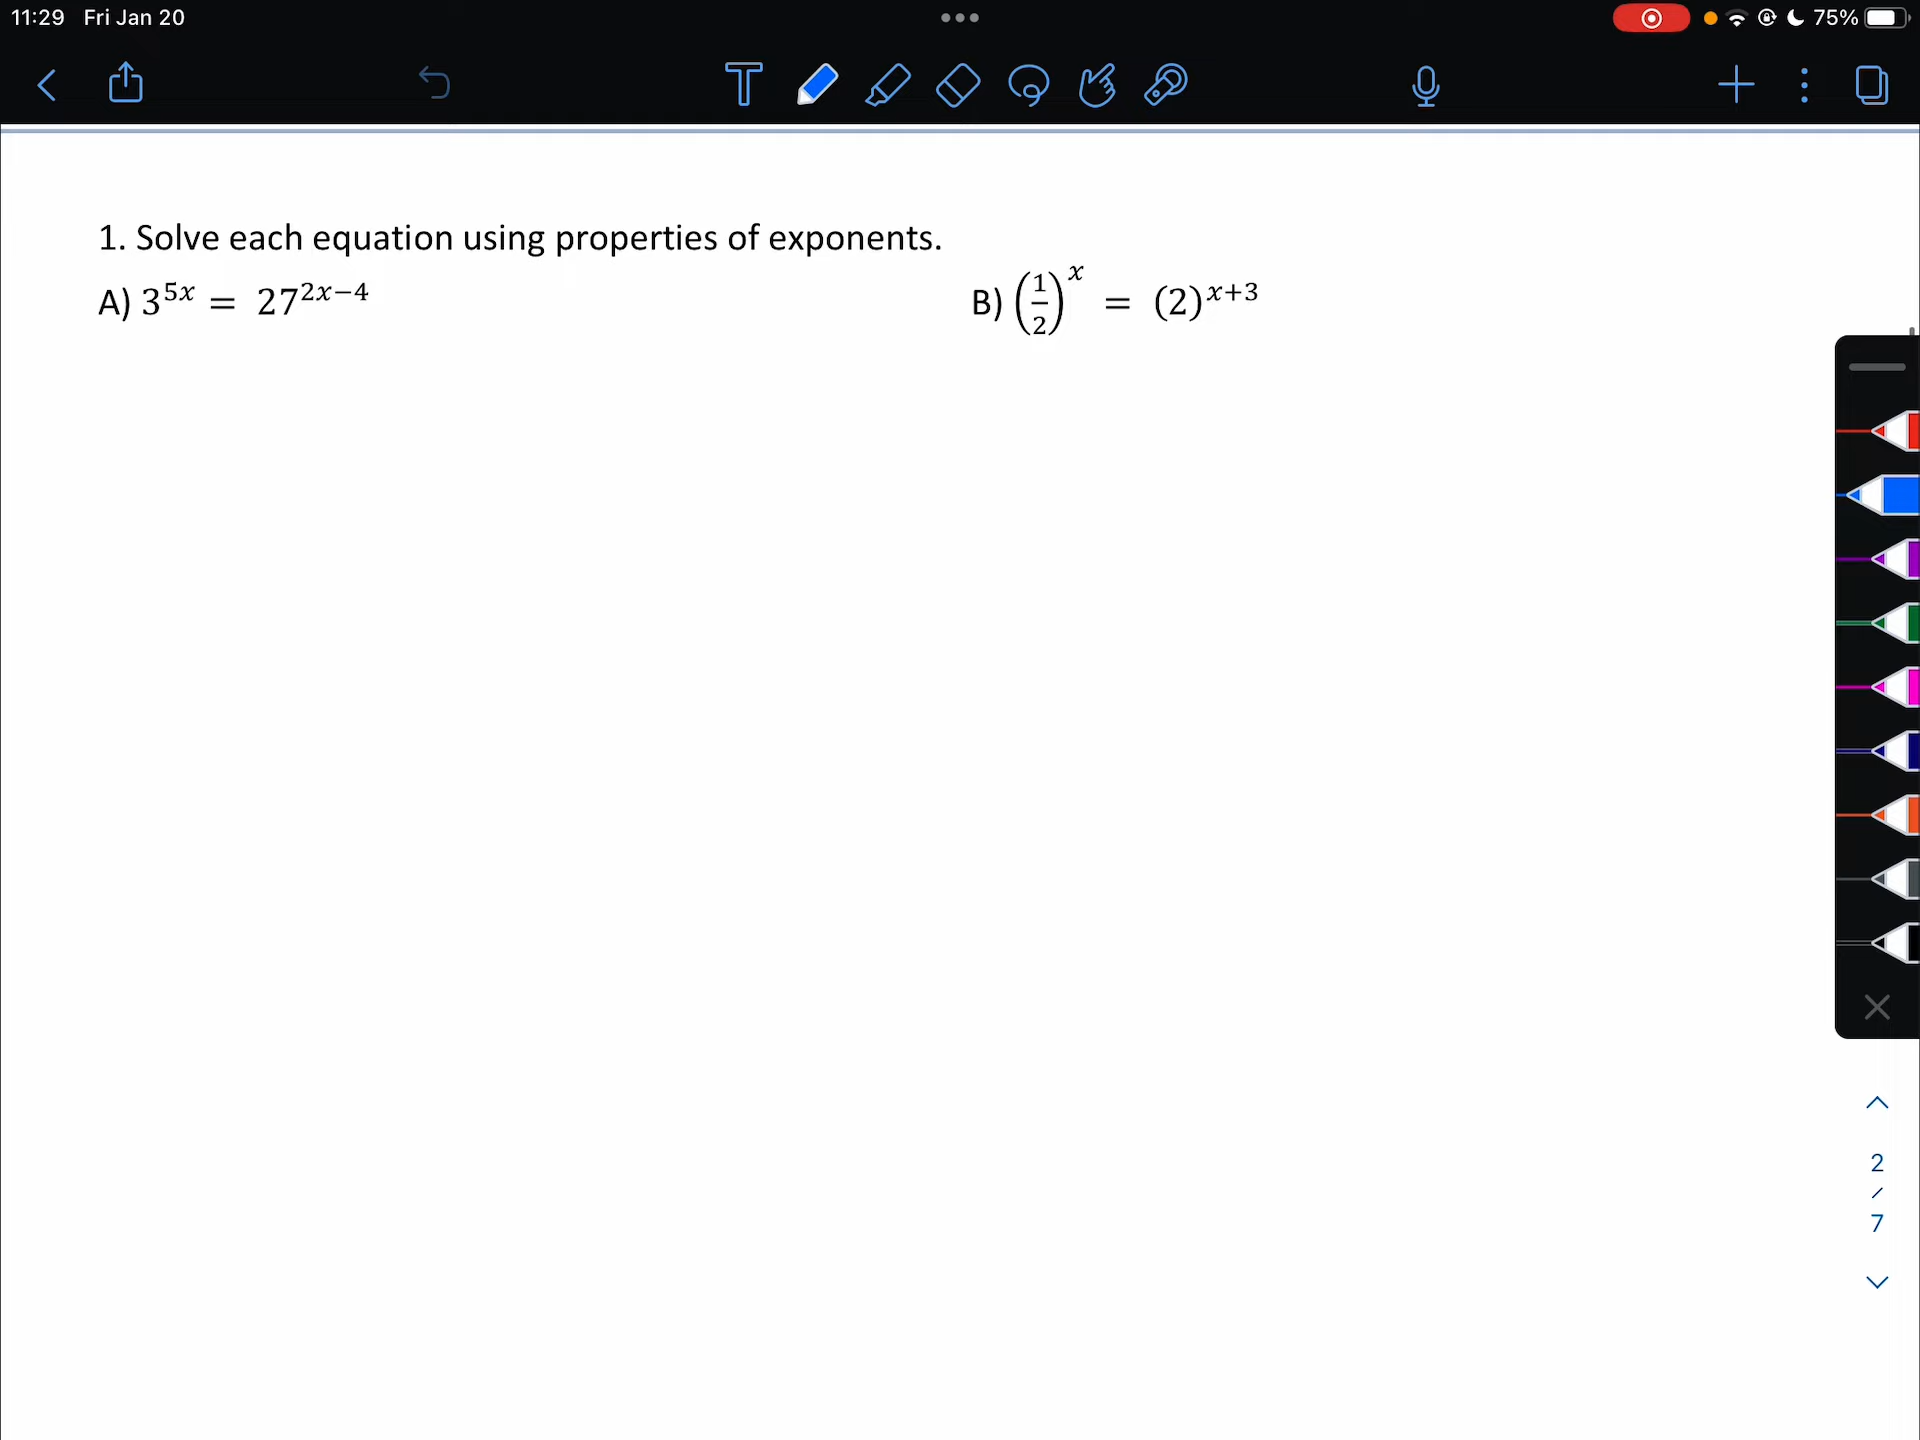 11:29 Fri Jan 20
75%
T
1. Solve each equation using properties of exponents.
A) 3^{5x} = 27^{2x−4}
B) (1/2)^x = (2)^{x+3}
2
/
7